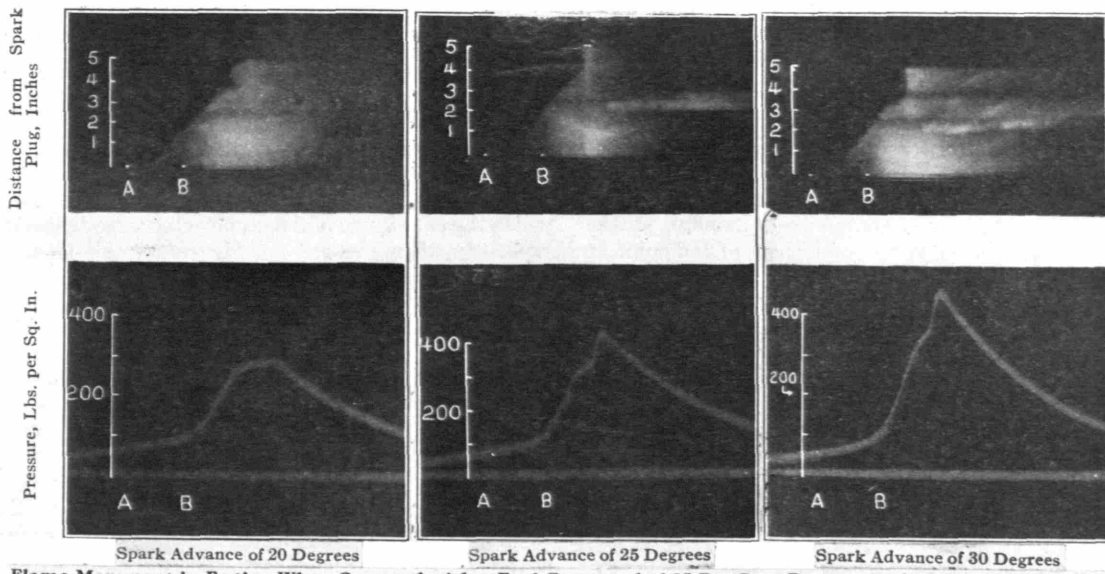 Distance from Spark
Plug, Inches
5
4
3
2
1
A B
5
4
3
2
1
A B
5
4
3
2
1
A B
Pressure, Lbs. per Sq. In.
400
200
A B
400
200
A B
400
200
A B
Spark Advance of 20 Degrees
Spark Advance of 25 Degrees
Spark Advance of 30 Degrees